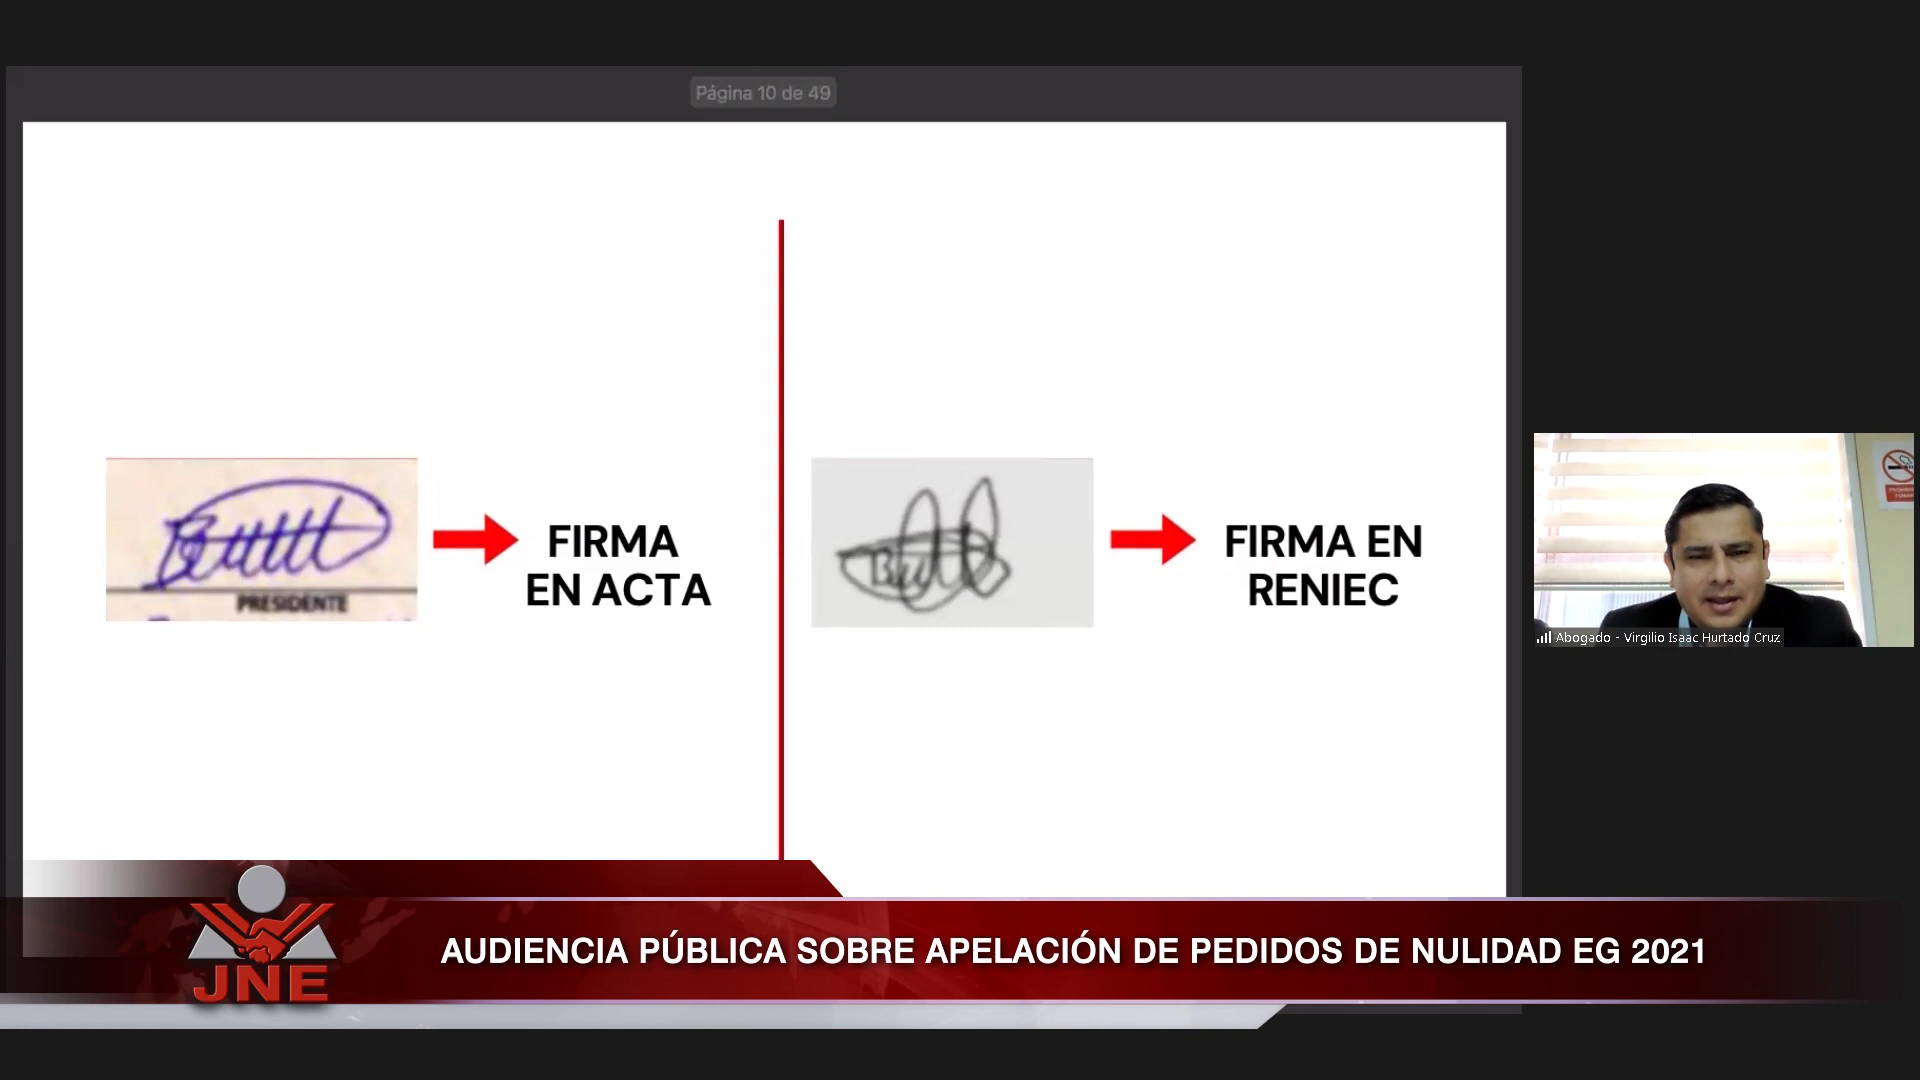 Página 10 de 49
PRESIDENTE
FIRMA
EN ACTA
FIRMA EN
RENIEC
Abogado - Virgilio Isaac Hurtado Cruz
JNE
AUDIENCIA PÚBLICA SOBRE APELACIÓN DE PEDIDOS DE NULIDAD EG 2021